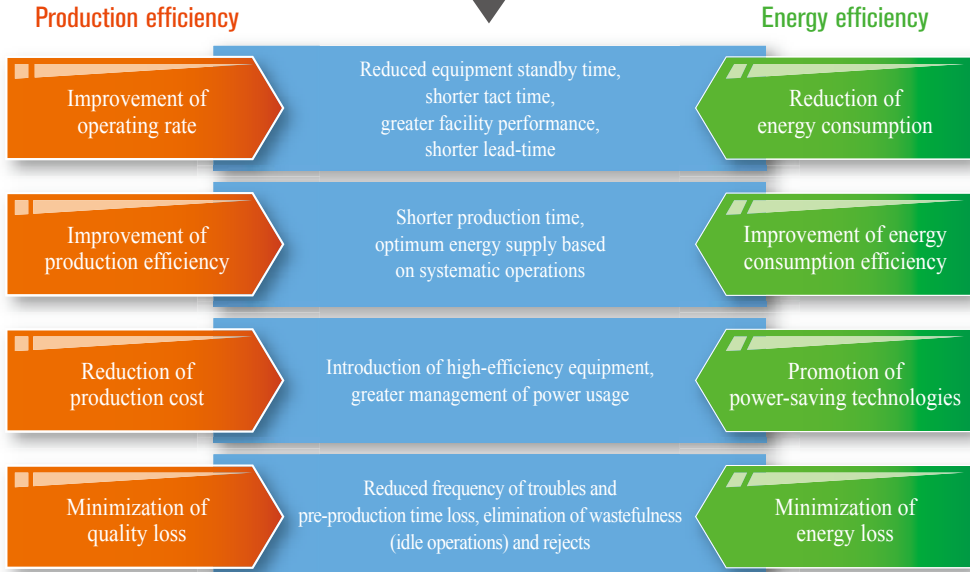 Production efficiency
Energy efficiency
Improvement of
operating rate
Reduced equipment standby time,
shorter tact time,
greater facility performance,
shorter lead-time
Reduction of
energy consumption
Improvement of
production efficiency
Shorter production time,
optimum energy supply based
on systematic operations
Improvement of energy
consumption efficiency
Reduction of
production cost
Introduction of high-efficiency equipment,
greater management of power usage
Promotion of
power-saving technologies
Minimization of
quality loss
Reduced frequency of troubles and
pre-production time loss, elimination of wastefulness
(idle operations) and rejects
Minimization of
energy loss